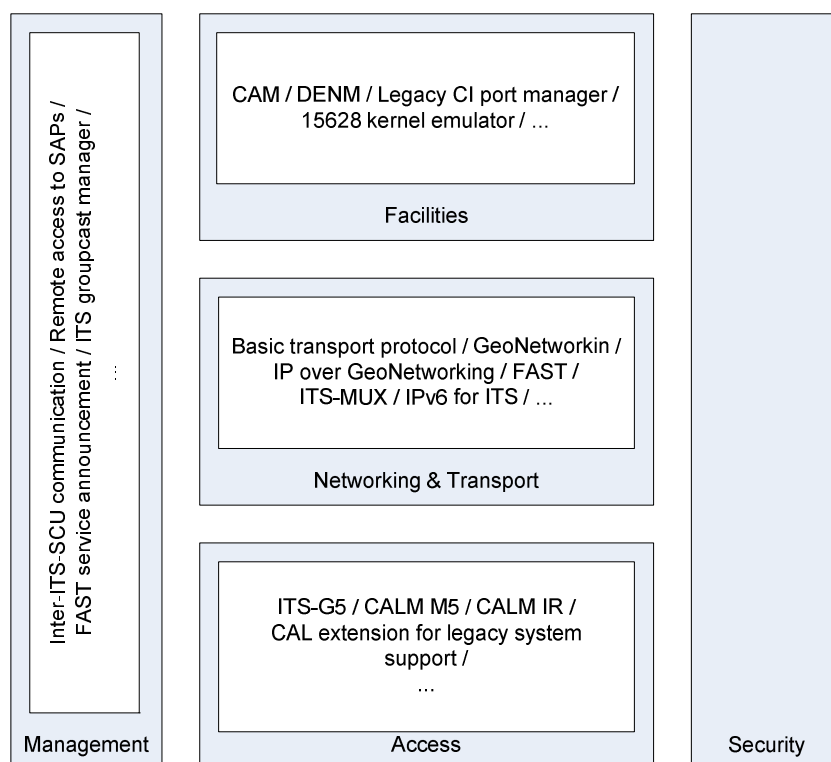 Inter-ITS-SCU communication / Remote access to SAPs /
FAST service announcement / ITS groupcast manager /
...
Management
CAM / DENM / Legacy CI port manager /
15628 kernel emulator / ...
Facilities
Basic transport protocol / GeoNetworkin /
IP over GeoNetworking / FAST /
ITS-MUX / IPv6 for ITS / ...
Networking & Transport
ITS-G5 / CALM M5 / CALM IR /
CAL extension for legacy system
support /
...
Access
Security